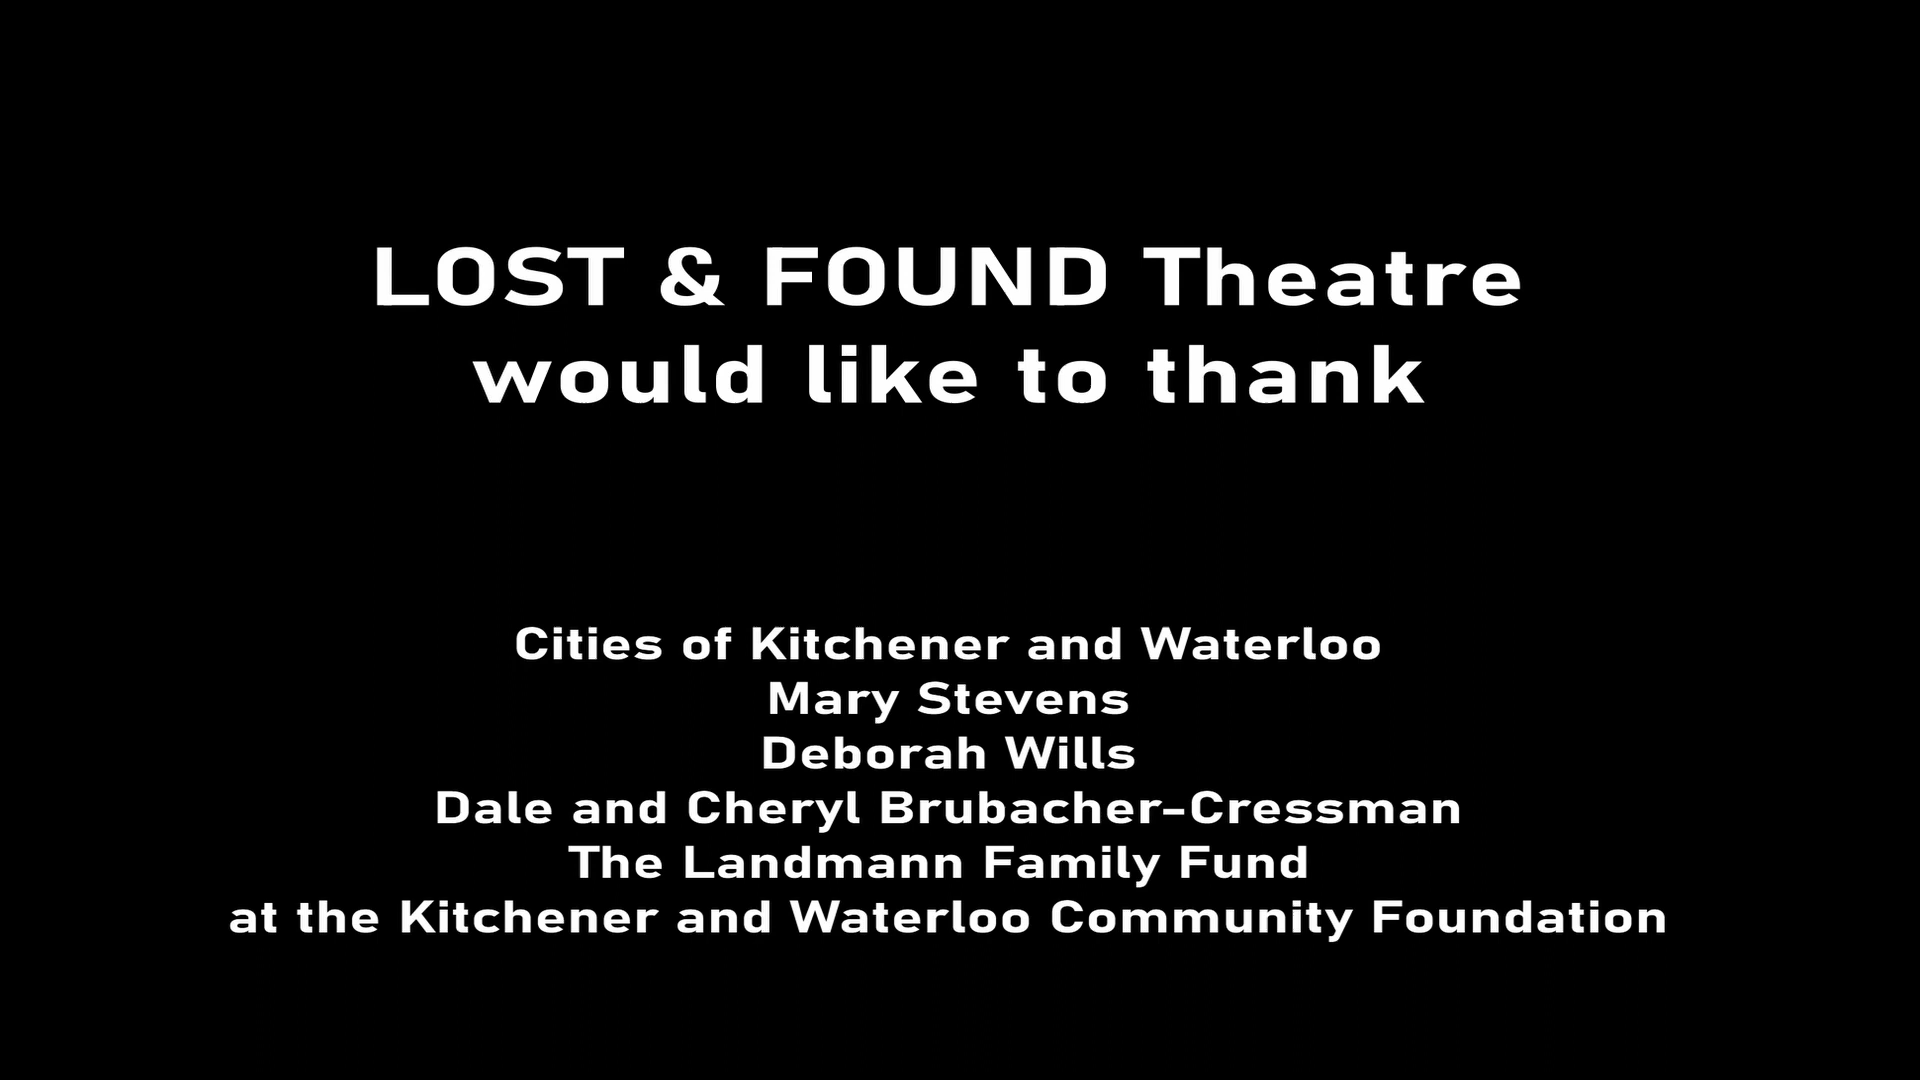 LOST & FOUND Theatre
would like to thank
Cities of Kitchener and Waterloo
Mary Stevens
Deborah Wills
Dale and Cheryl Brubacher-Cressman
The Landmann Family Fund
at the Kitchener and Waterloo Community Foundation